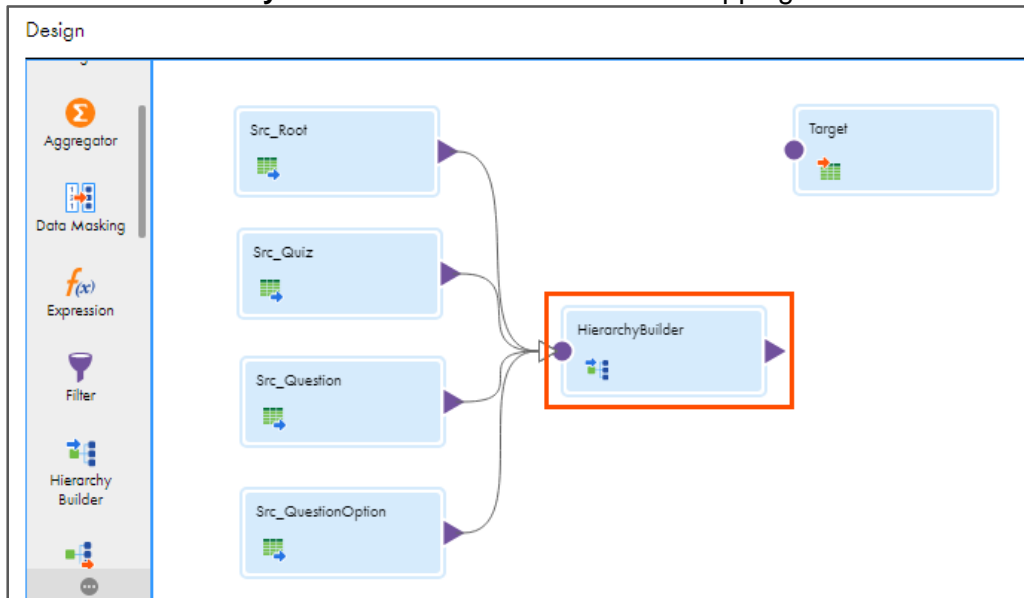 Design
Σ
Aggregator
Data Masking
f(x)
Expression
Filter
Hierarchy
Builder
Src_Root
Src_Quiz
Src_Question
Src_QuestionOption
HierarchyBuilder
Target